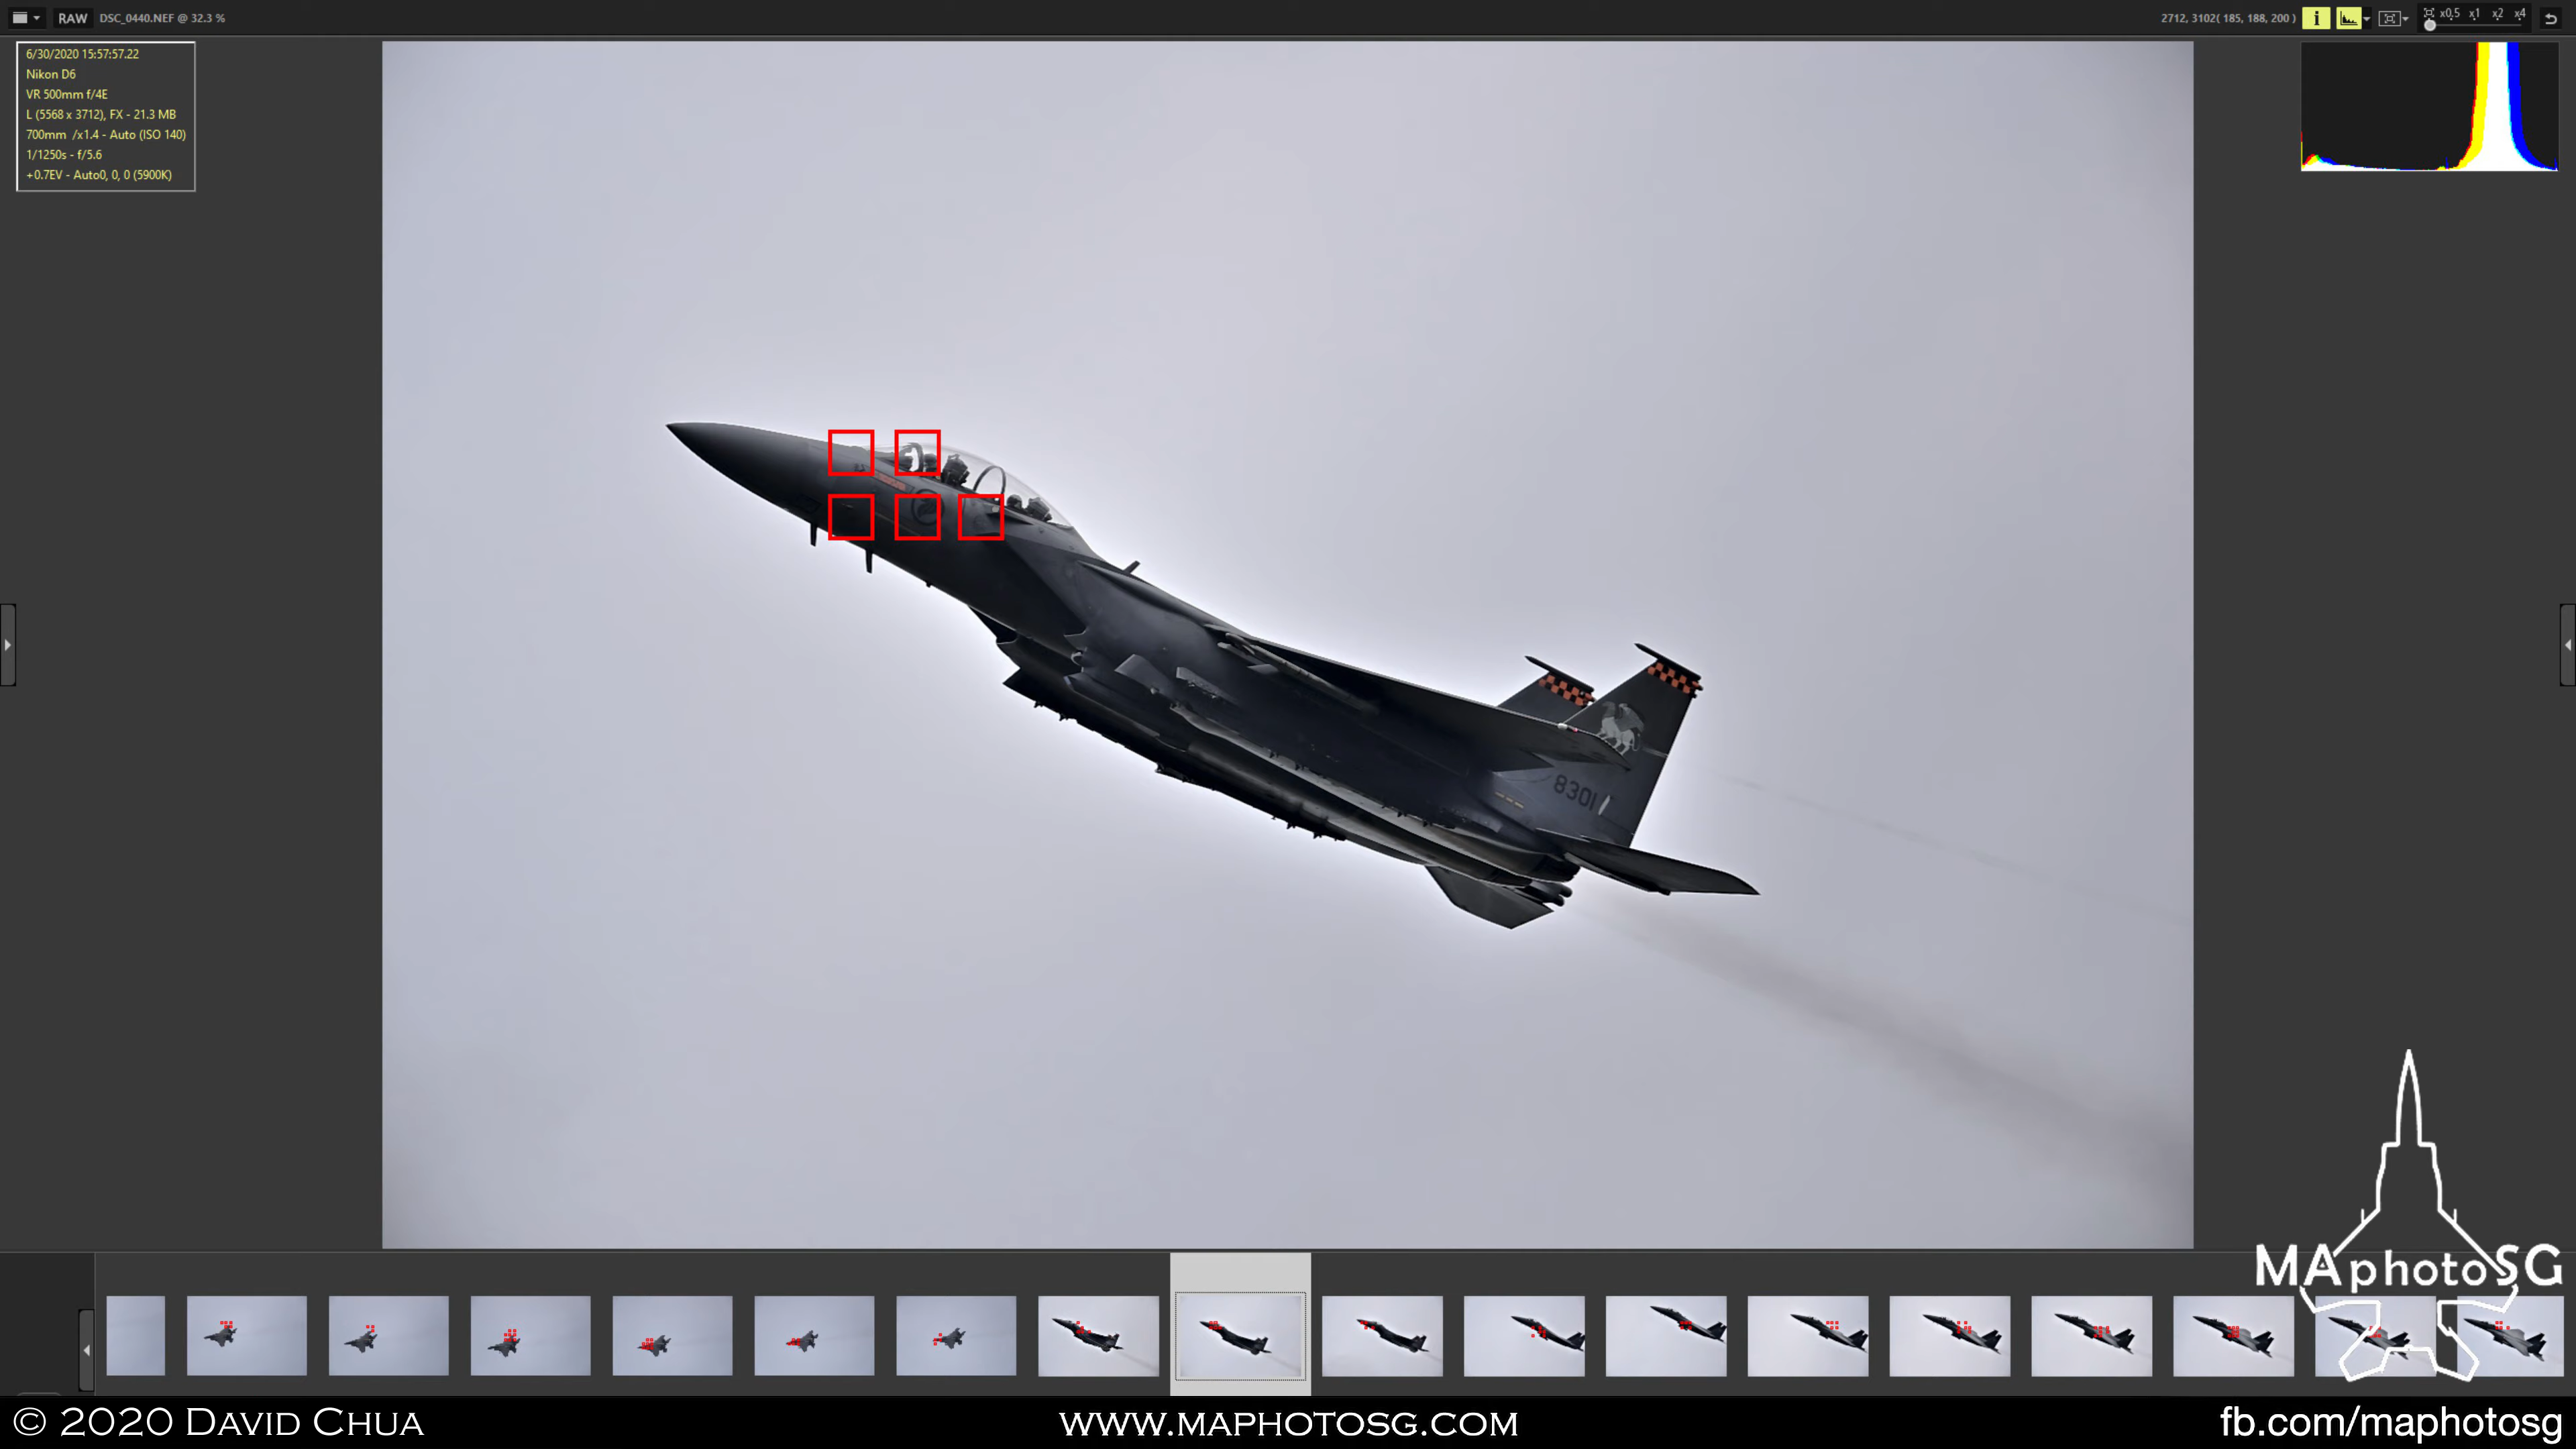 RAW DSC_0440.NEF @ 32.3 %
2712, 3102( 185, 188, 200 ) i x0,5 x1 x2 x4
6/30/2020 15:57:57.22
Nikon D6
VR 500mm f/4E
L (5568 x 3712), FX - 21.3 MB
700mm /x1.4 - Auto (ISO 140)
1/1250s - f/5.6
+0.7EV - Auto0, 0, 0 (5900K)
8301
MAphotoSG
© 2020 DAVID CHUA
WWW.MAPHOTOSG.COM
fb.com/maphotosg